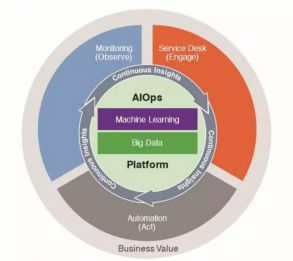 Monitoring
(Observe)
Service Desk
(Engage)
Continuous Insights
AIOps
Machine Learning
Big Data
Platform
Continuous Insights
Continuous Insights
Automation
(Act)
Business Value